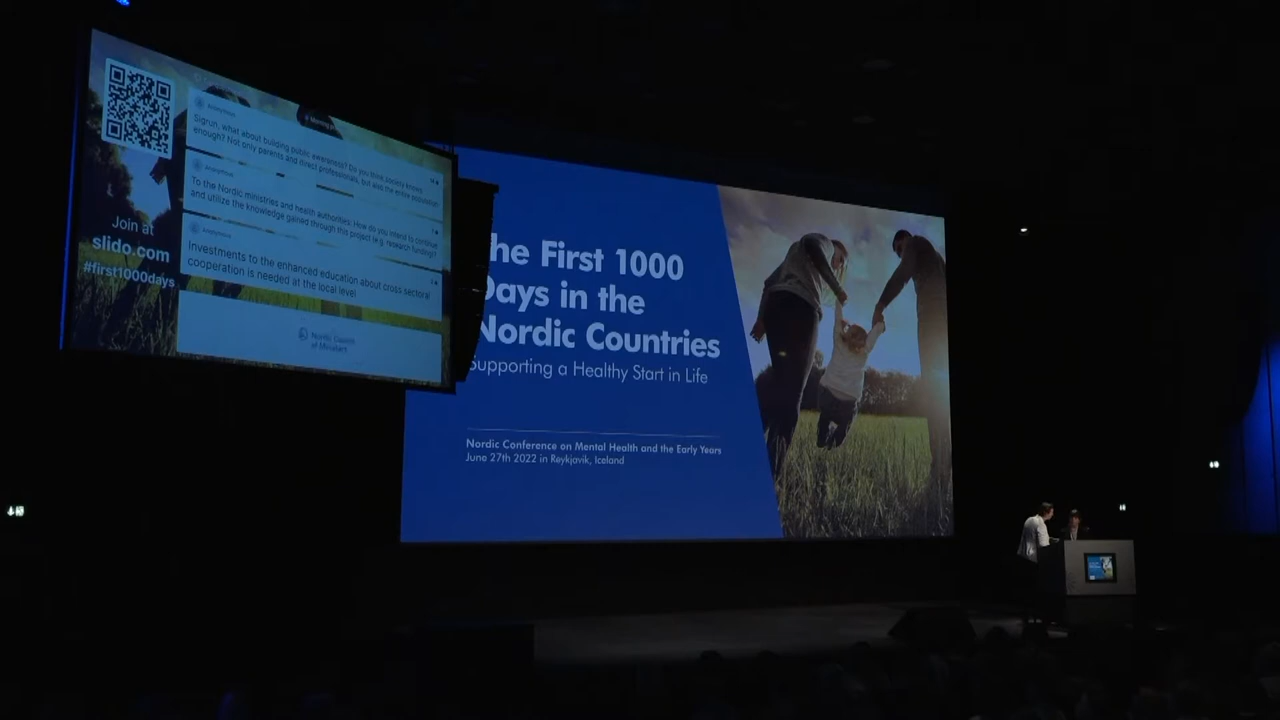 Anonymous
Sigrun, what about building public awareness? Do you think society knows
enough? Not only parents and direct professionals, but also the entire population
Anonymous
To the Nordic ministries and health authorities: How do you intend to continue
and utilize the knowledge gained through this project (e.g. research funding)?
Anonymous
Investments to the enhanced education about cross sectoral
cooperation is needed at the local level
Join at
slido.com
#first1000days
Nordic Council
of Ministers
The First 1000
Days in the
Nordic Countries
Supporting a Healthy Start in Life
Nordic Conference on Mental Health and the Early Years
June 27th 2022 in Reykjavik, Iceland